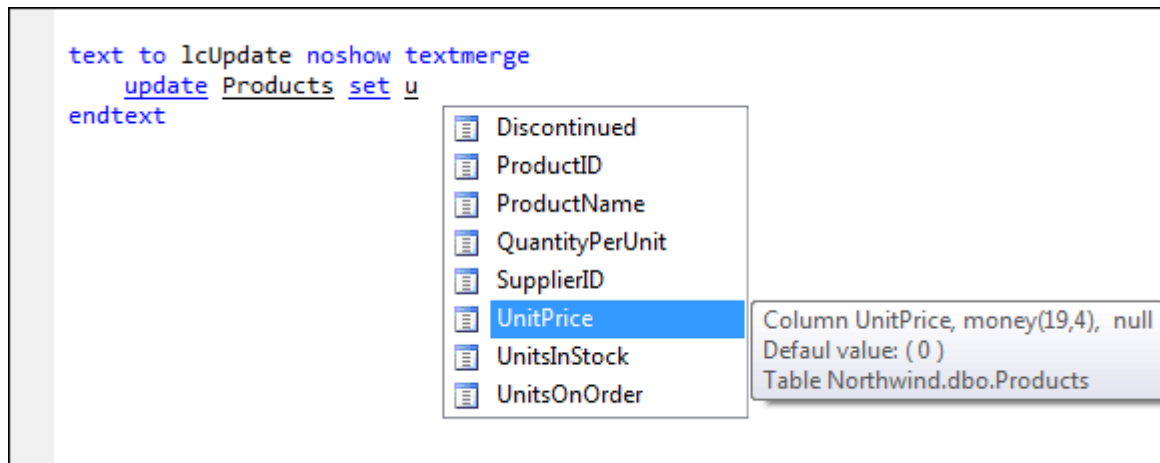 text to lcUpdate noshow textmerge
update Products set u
endtext
Discontinued
ProductID
ProductName
QuantityPerUnit
SupplierID
UnitPrice
UnitsInStock
UnitsOnOrder
Column UnitPrice, money(19,4), null
Defaul value: ( 0 )
Table Northwind.dbo.Products